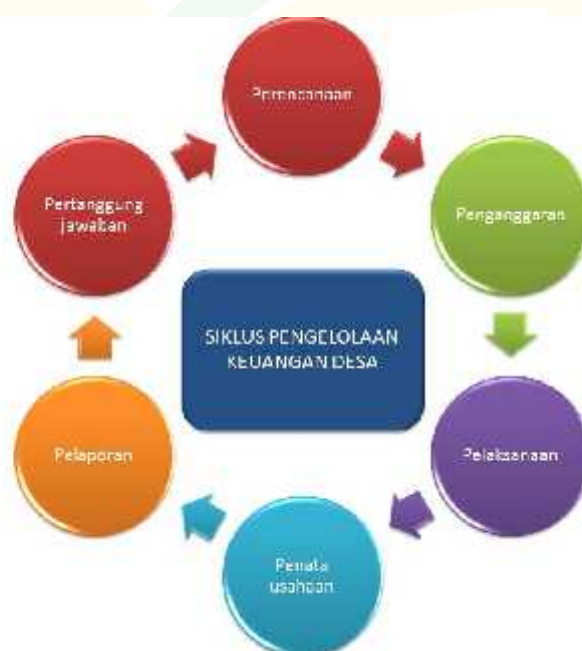 Perencanaan
Penganggaran
Pelaksanaan
Penata
usahaan
Pelaporan
Pertanggung
jawaban
SIKLUS PENGELOLAAN
KEUANGAN DESA